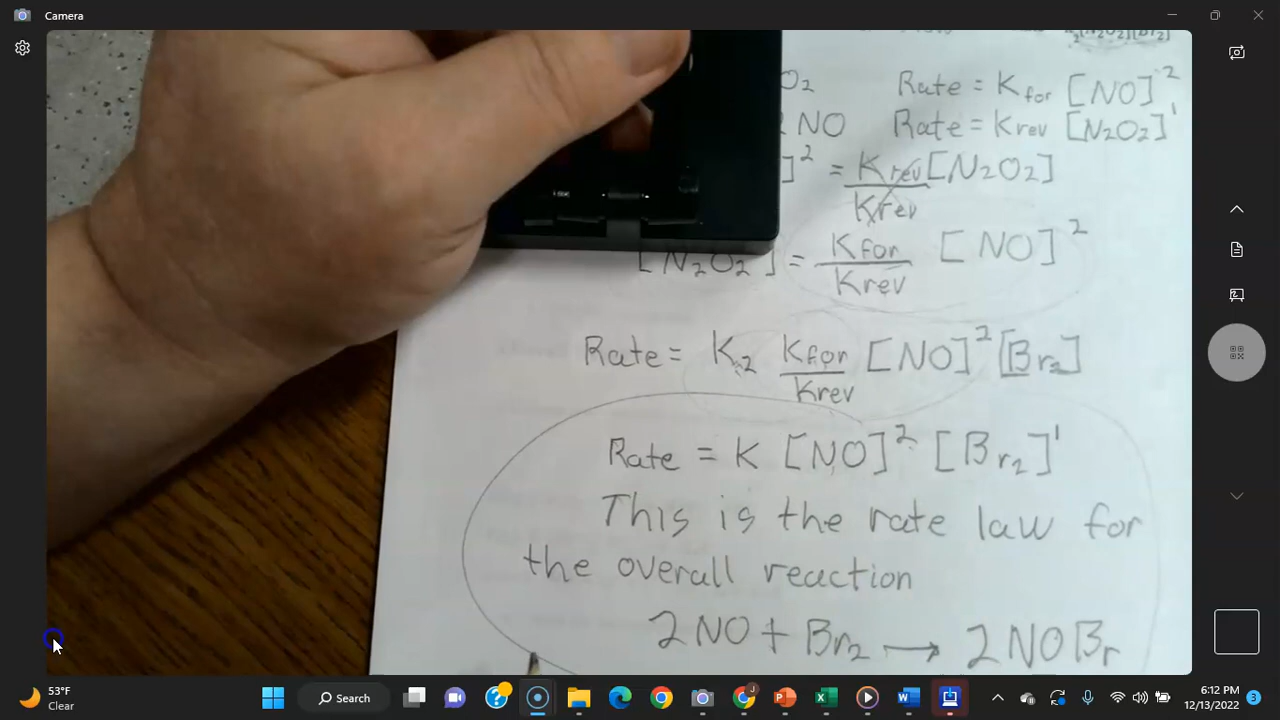 Camera
O2 Rate = Kfor [NO]^2
NO Rate = Krev [N2O2]^1
]^2 = Krev[N2O2]
Krev
[N2O2] = Kfor [NO]^2
Krev
Rate = K2 Kfor [NO]^2 [Br2]
Krev
Rate = K [NO]^2 [Br2]^1
This is the rate law for
the overall reaction
2NO + Br2 → 2NOBr
53°F
Clear
Search
6:12 PM
12/13/2022
3